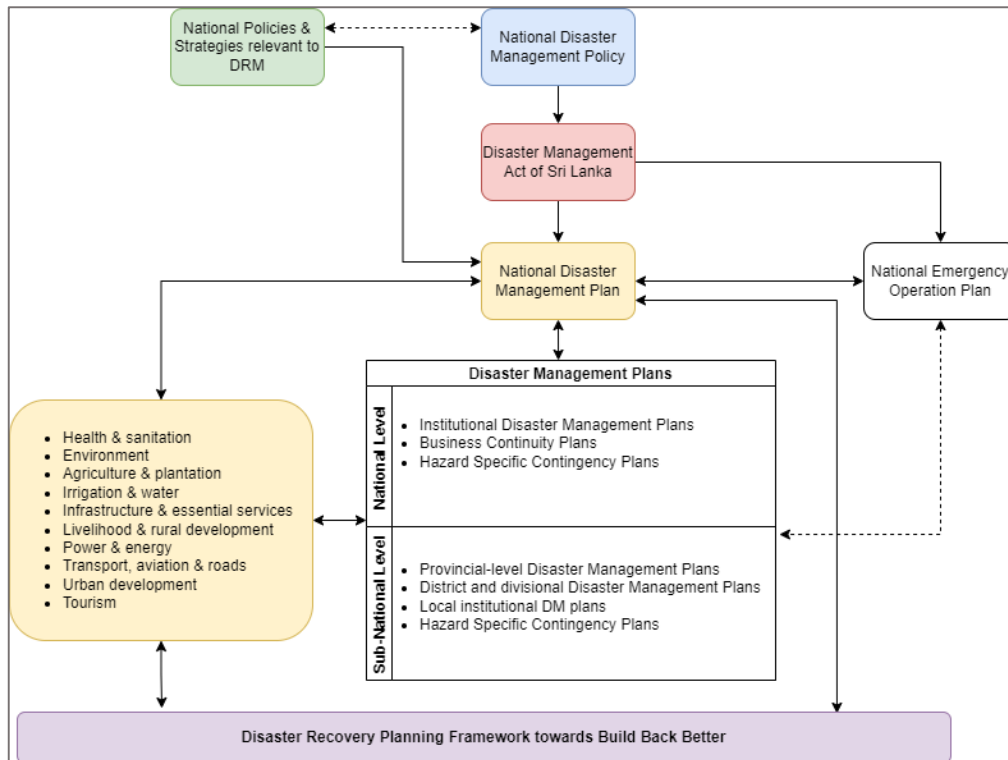 National Policies &
Strategies relevant to
DRM
National Disaster
Management Policy
Disaster Management
Act of Sri Lanka
National Disaster
Management Plan
National Emergency
Operation Plan
Disaster Management Plans
National Level
• Institutional Disaster Management Plans
• Business Continuity Plans
• Hazard Specific Contingency Plans
• Health & sanitation
• Environment
• Agriculture & plantation
• Irrigation & water
• Infrastructure & essential services
• Livelihood & rural development
• Power & energy
• Transport, aviation & roads
• Urban development
• Tourism
Sub-National Level
• Provincial-level Disaster Management Plans
• District and divisional Disaster Management Plans
• Local institutional DM plans
• Hazard Specific Contingency Plans
Disaster Recovery Planning Framework towards Build Back Better